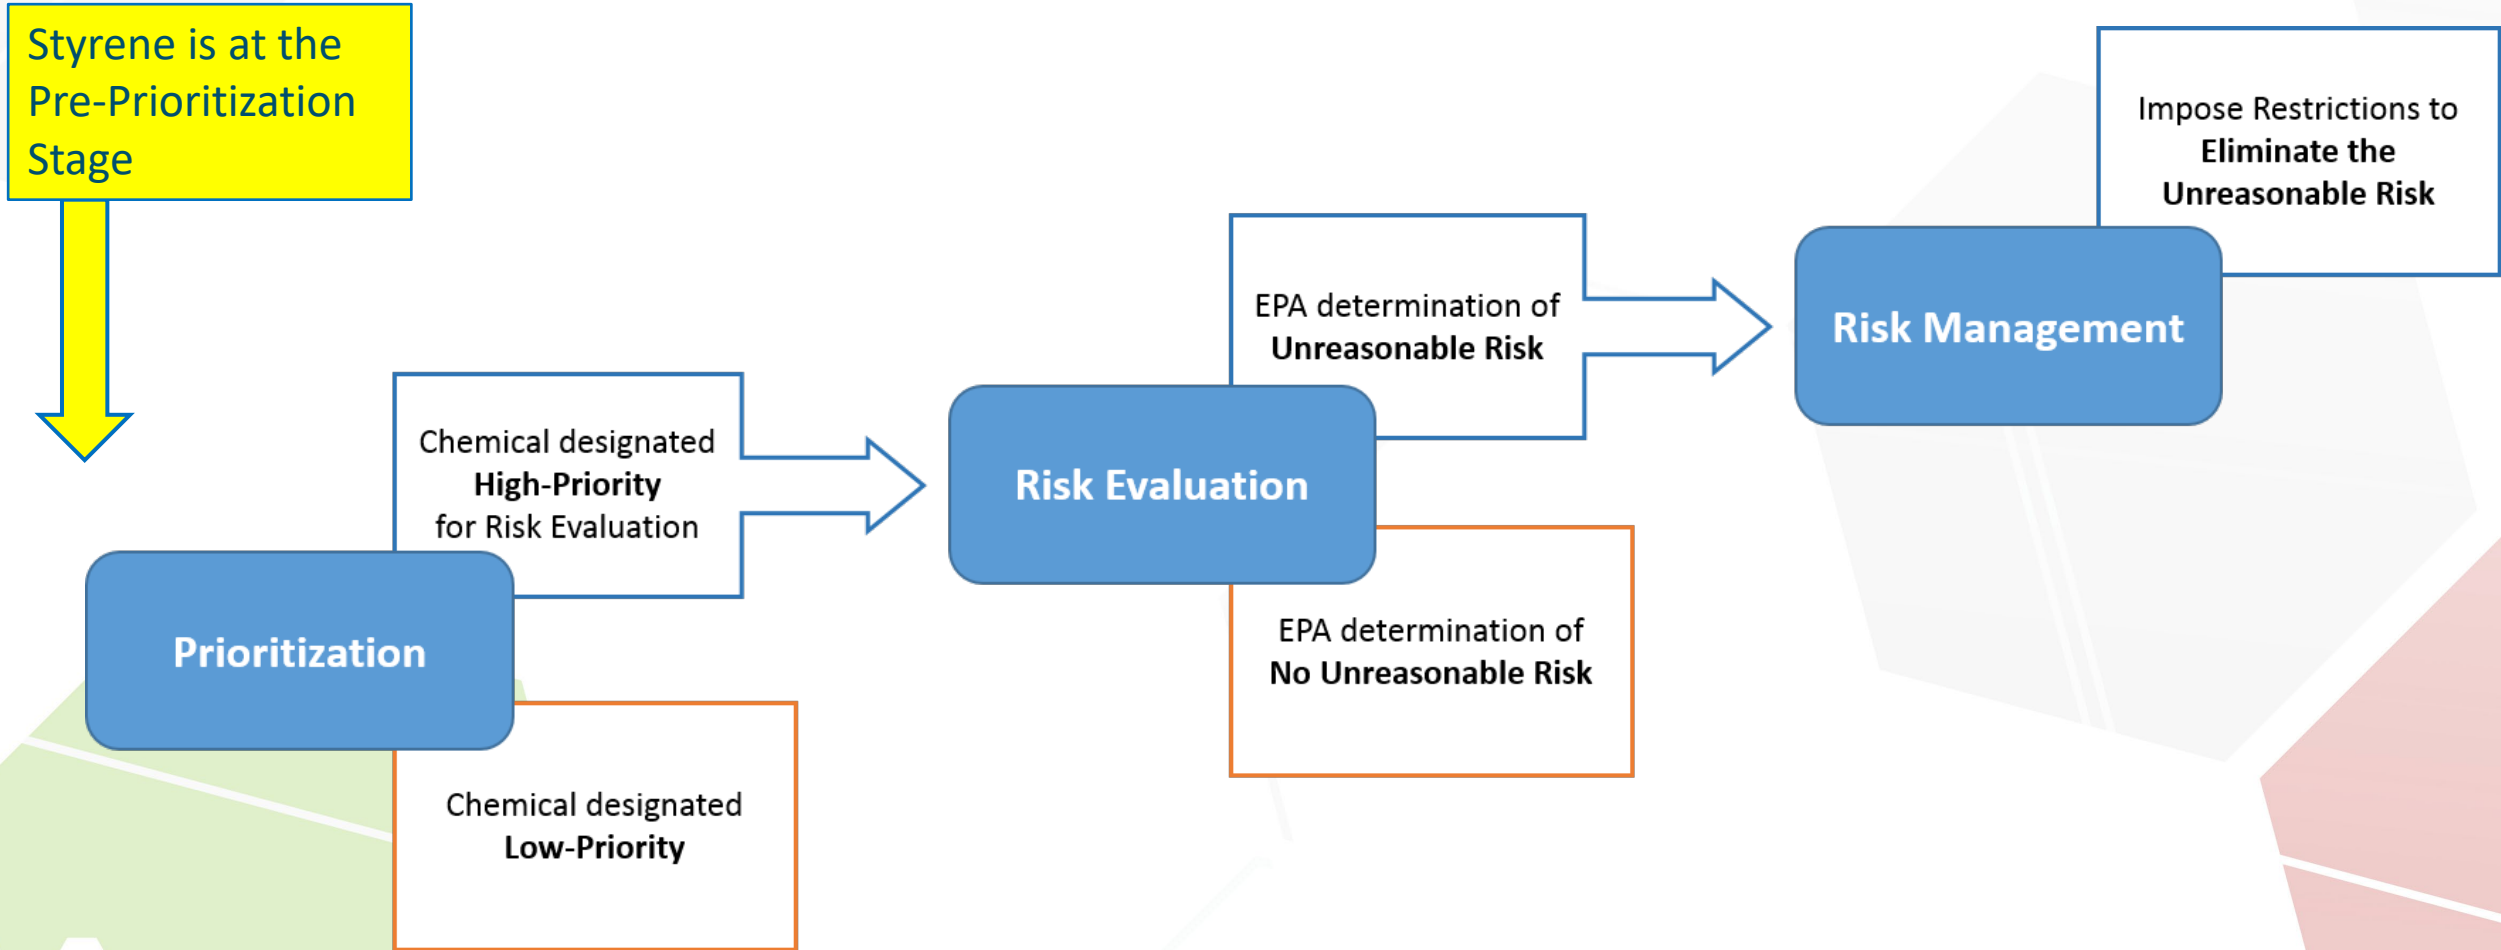 Styrene is at the
Pre-Prioritization
Stage
Prioritization
Chemical designated
High-Priority
for Risk Evaluation
Chemical designated
Low-Priority
Risk Evaluation
EPA determination of
Unreasonable Risk
EPA determination of
No Unreasonable Risk
Risk Management
Impose Restrictions to
Eliminate the
Unreasonable Risk